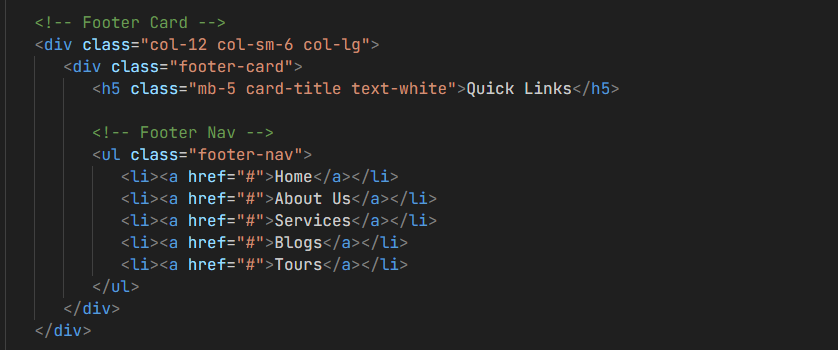 <!-- Footer Card -->
<div class="col-12 col-sm-6 col-lg">
<div class="footer-card">
<h5 class="mb-5 card-title text-white">Quick Links</h5>
<!-- Footer Nav -->
<ul class="footer-nav">
<li><a href="#">Home</a></li>
<li><a href="#">About Us</a></li>
<li><a href="#">Services</a></li>
<li><a href="#">Blogs</a></li>
<li><a href="#">Tours</a></li>
</ul>
</div>
</div>